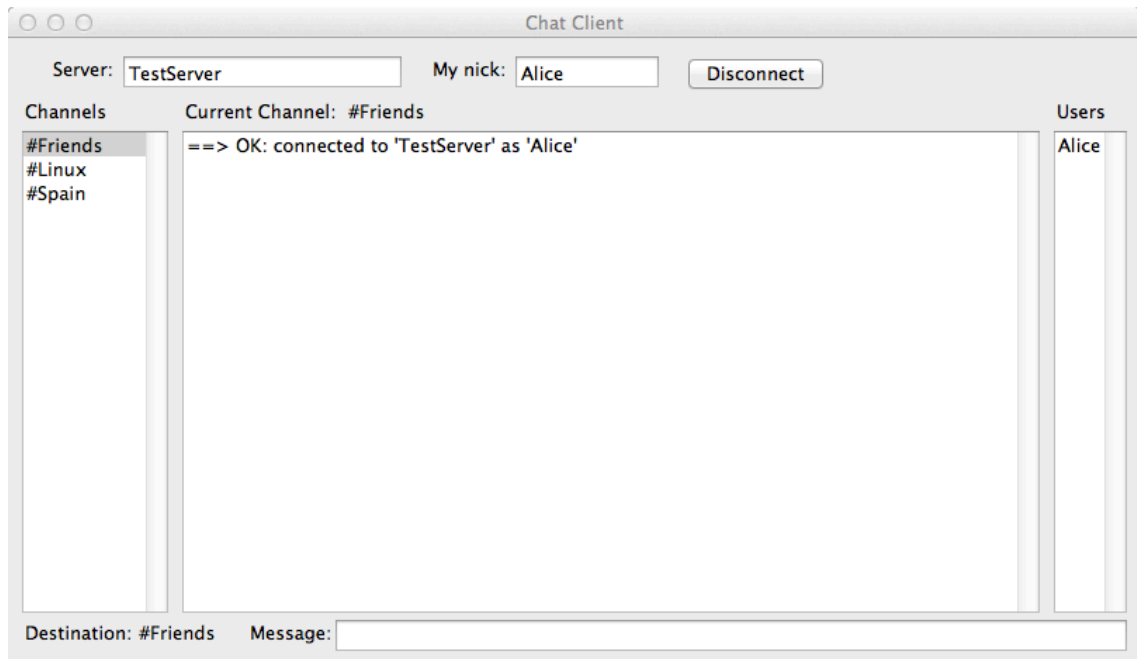 Chat Client
Server: TestServer My nick: Alice Disconnect
Channels Current Channel: #Friends Users
#Friends ==> OK: connected to 'TestServer' as 'Alice' Alice
#Linux
#Spain
Destination: #Friends Message: